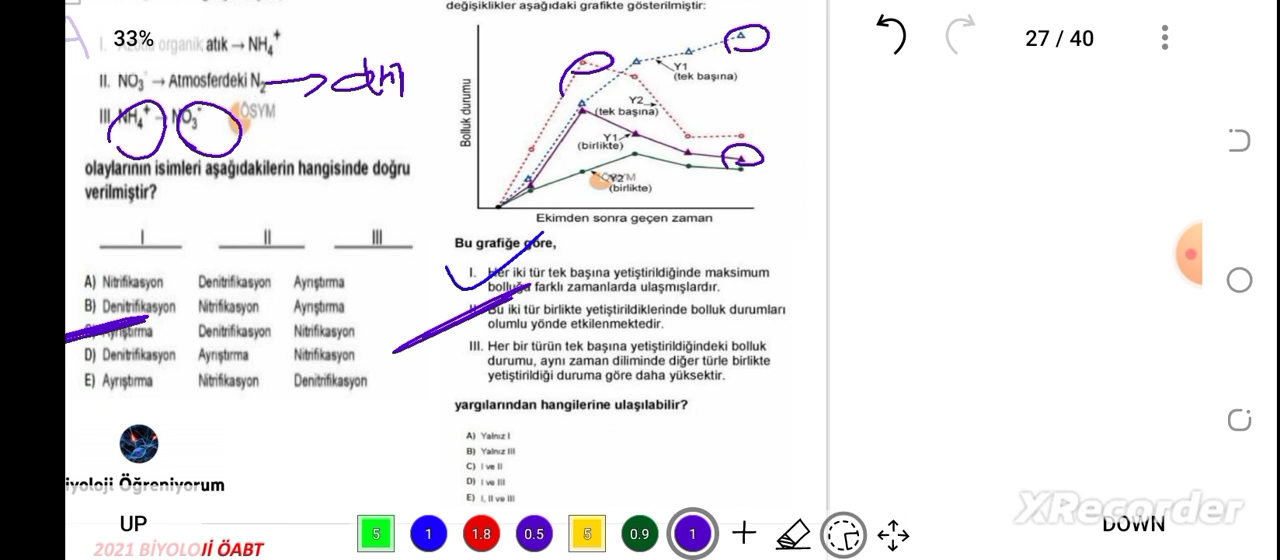 değişiklikler aşağıdaki grafikte gösterilmiştir:
33%
I. organik atık → NH₄⁺
II. NO₃⁻ → Atmosferdeki N₂
III. NH₄⁺ → NO₃⁻
ÖSYM
olaylarının isimleri aşağıdakilerin hangisinde doğru
verilmiştir?
I II III
A) Nitrifikasyon Denitrifikasyon Ayrıştırma
B) Denitrifikasyon Nitrifikasyon Ayrıştırma
C) Ayrıştırma Denitrifikasyon Nitrifikasyon
D) Denitrifikasyon Ayrıştırma Nitrifikasyon
E) Ayrıştırma Nitrifikasyon Denitrifikasyon
iyoloji Öğreniyorum
UP
2021 BİYOLOJİ ÖABT
Bolluk durumu
Y1
(tek başına)
Y2
(tek başına)
Y1
(birlikte)
Y2
(birlikte)
Ekimden sonra geçen zaman
Bu grafiğe göre,
I. Her iki tür tek başına yetiştirildiğinde maksimum
bolluğa farklı zamanlarda ulaşmışlardır.
II. Bu iki tür birlikte yetiştirildiklerinde bolluk durumları
olumlu yönde etkilenmektedir.
III. Her bir türün tek başına yetiştirildiğindeki bolluk
durumu, aynı zaman diliminde diğer türle birlikte
yetiştirildiği duruma göre daha yüksektir.
yargılarından hangilerine ulaşılabilir?
A) Yalnız I
B) Yalnız III
C) I ve II
D) I ve III
E) I, II ve III
5 1 1.8 0.5 5 0.9 1
27 / 40
XRecorder
DOWN